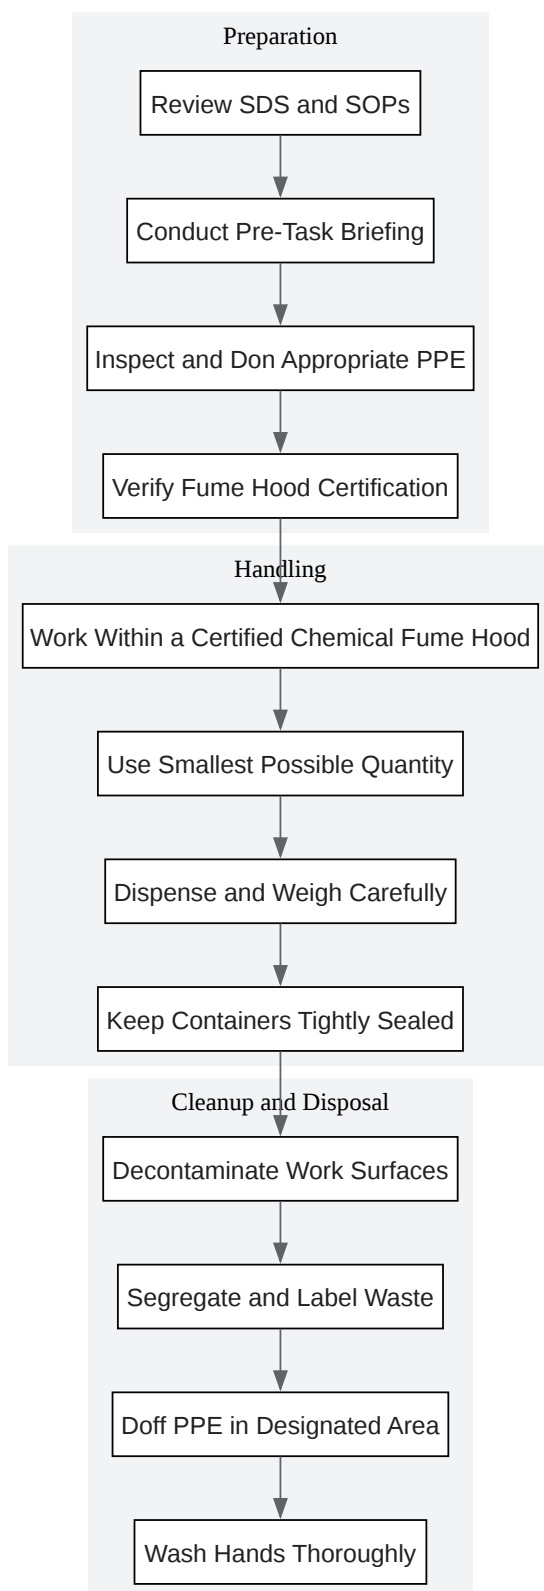 Preparation
Review SDS and SOPs
Conduct Pre-Task Briefing
Inspect and Don Appropriate PPE
Verify Fume Hood Certification
Handling
Work Within a Certified Chemical Fume Hood
Use Smallest Possible Quantity
Dispense and Weigh Carefully
Keep Containers Tightly Sealed
Cleanup and Disposal
Decontaminate Work Surfaces
Segregate and Label Waste
Doff PPE in Designated Area
Wash Hands Thoroughly